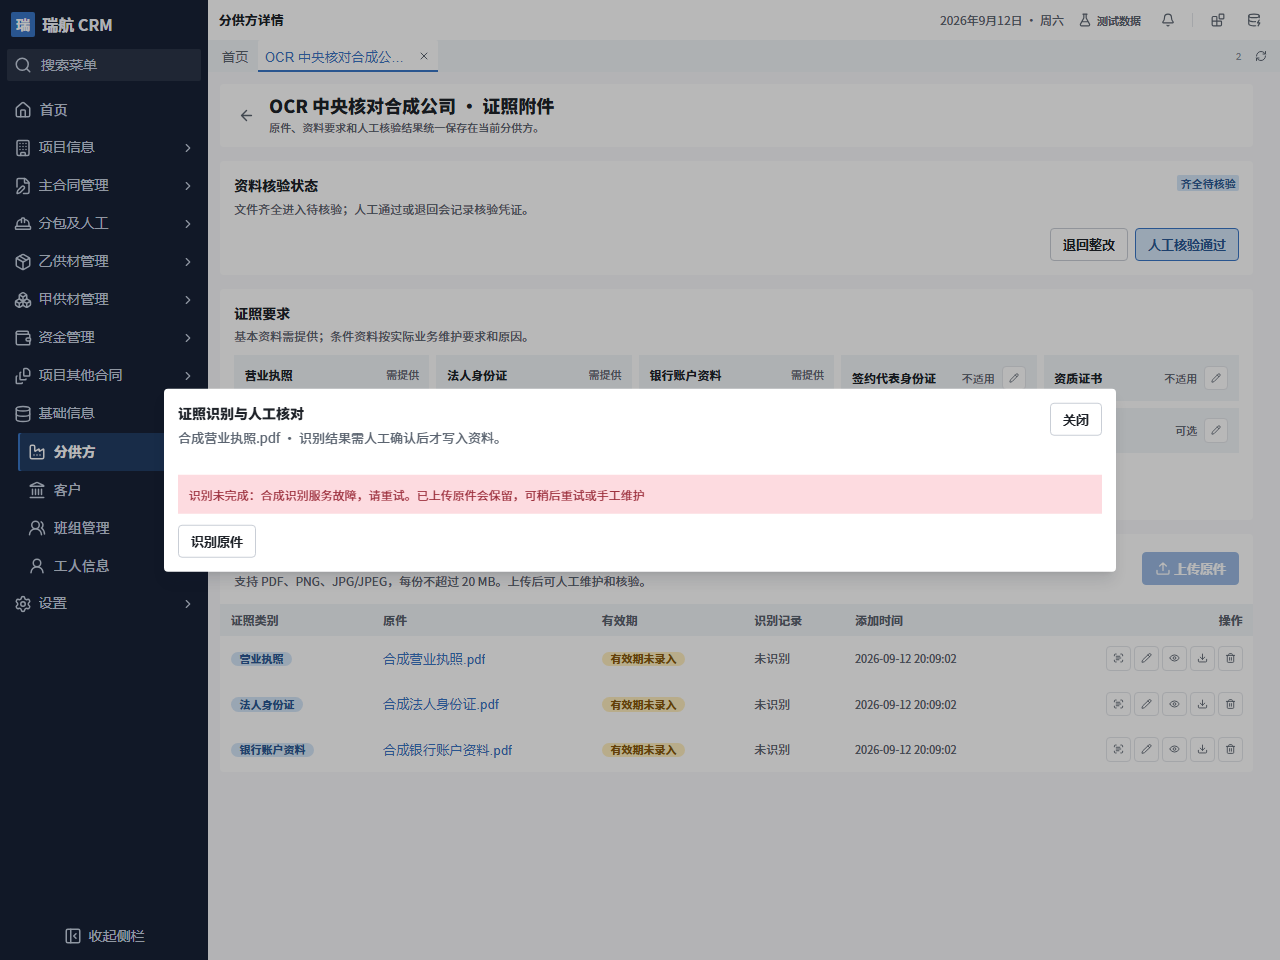 瑞 瑞航 CRM
搜索菜单
首页
项目信息
主合同管理
分包及人工
乙供材管理
甲供材管理
资金管理
项目其他合同
基础信息
分供方
客户
班组管理
工人信息
设置
收起侧栏
分供方详情
2026年9月12日 · 周六 测试数据
首页 OCR 中央核对合成公... 2
OCR 中央核对合成公司 · 证照附件
原件、资料要求和人工核验结果统一保存在当前分供方。
资料核验状态 齐全待核验
文件齐全进入待核验；人工通过或退回会记录核验凭证。
退回整改 人工核验通过
证照要求
基本资料需提供；条件资料按实际业务维护要求和原因。
营业执照 需提供 法人身份证 需提供 银行账户资料 需提供 签约代表身份证 不适用 资质证书 不适用
可选
证照识别与人工核对
合成营业执照.pdf · 识别结果需人工确认后才写入资料。
关闭
识别未完成：合成识别服务故障，请重试。已上传原件会保留，可稍后重试或手工维护
识别原件
支持 PDF、PNG、JPG/JPEG，每份不超过 20 MB。上传后可人工维护和核验。
上传原件
证照类别 原件 有效期 识别记录 添加时间 操作
营业执照 合成营业执照.pdf 有效期未录入 未识别 2026-09-12 20:09:02
法人身份证 合成法人身份证.pdf 有效期未录入 未识别 2026-09-12 20:09:02
银行账户资料 合成银行账户资料.pdf 有效期未录入 未识别 2026-09-12 20:09:02